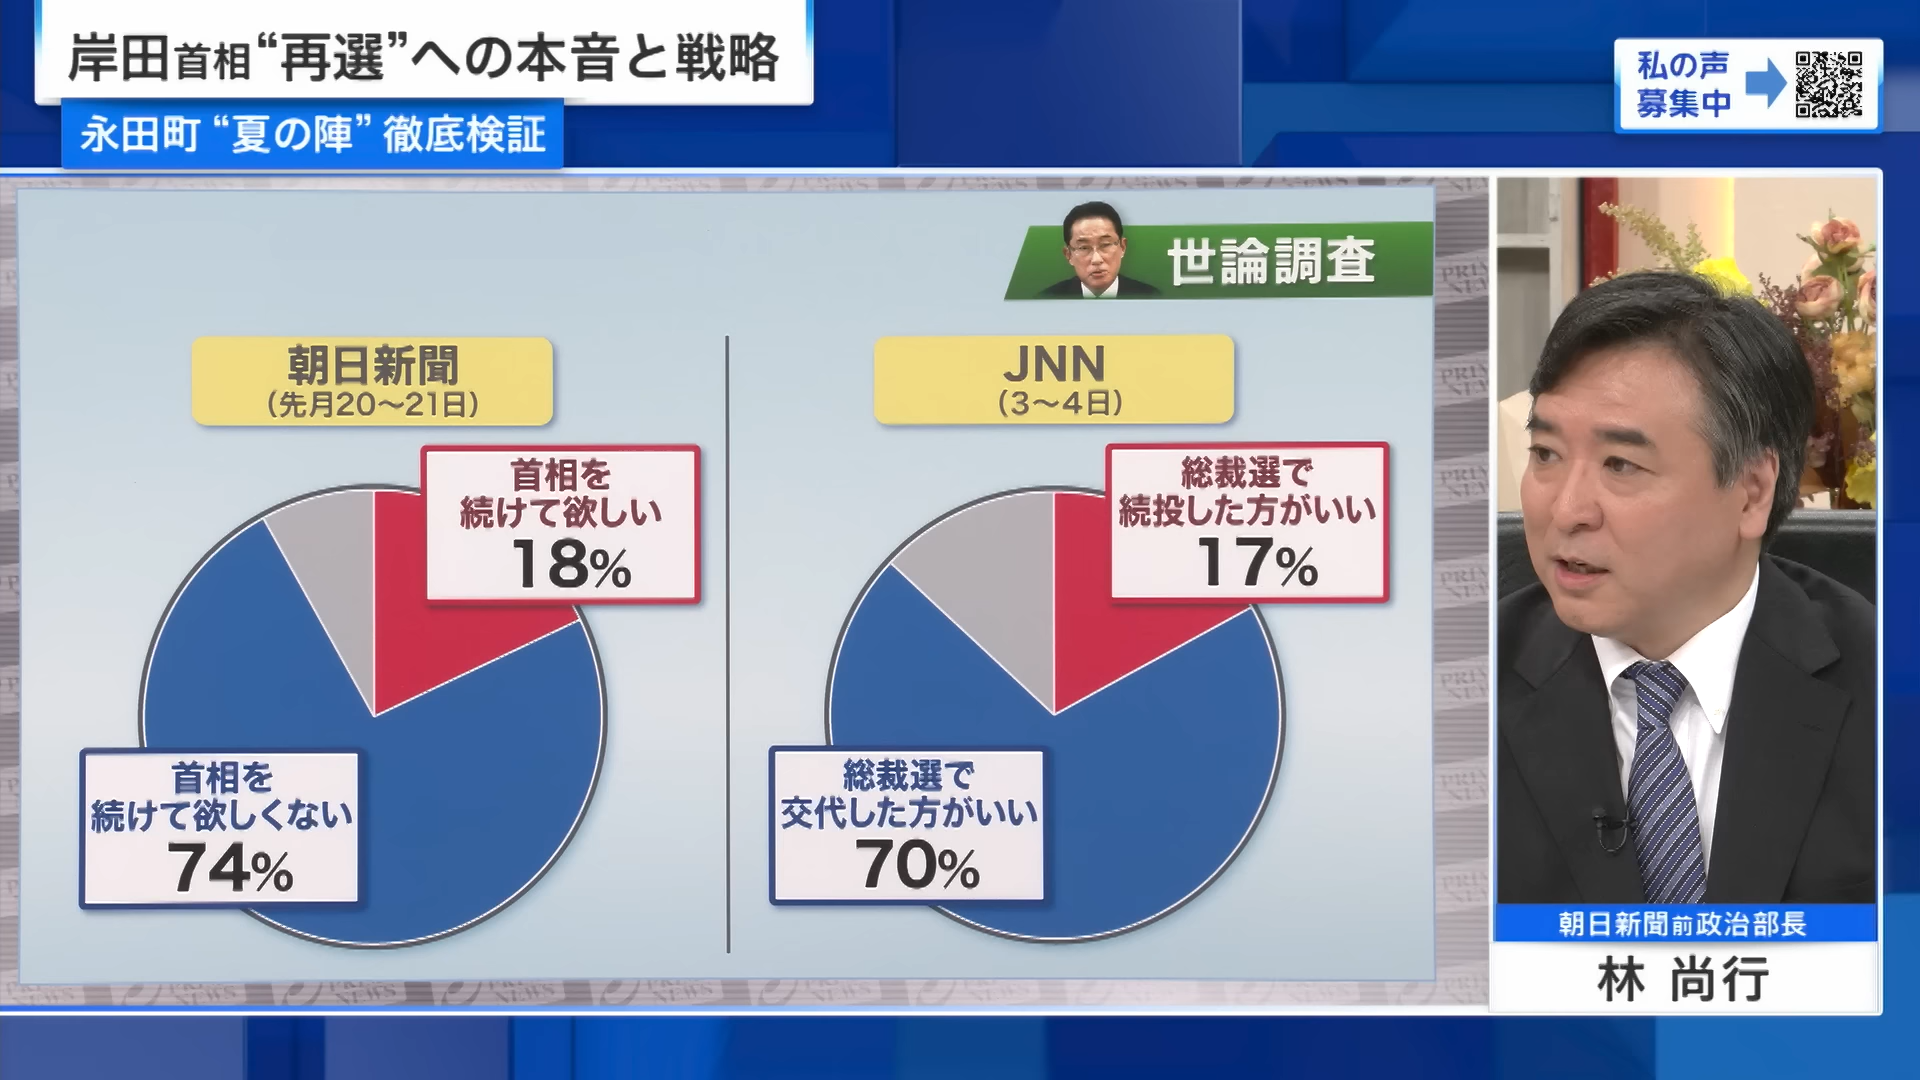 岸田首相“再選”への本音と戦略
永田町“夏の陣”徹底検証
私の声
募集中
世論調査
朝日新聞
(先月20〜21日)
首相を
続けて欲しい
18%
首相を
続けて欲しくない
74%
JNN
(3〜4日)
総裁選で
続投した方がいい
17%
総裁選で
交代した方がいい
70%
朝日新聞前政治部長
林 尚行